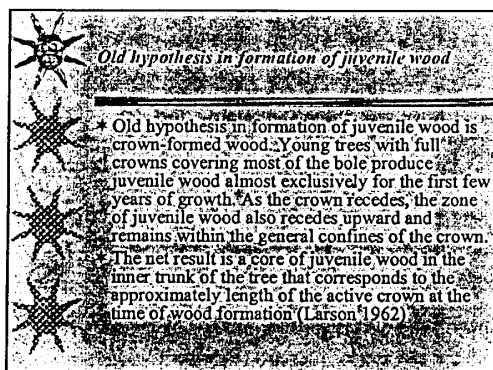 Old hypothesis in formation of juvenile wood
Old hypothesis in formation of juvenile wood is
crown-formed wood. Young trees with full
crowns covering most of the bole produce
juvenile wood almost exclusively for the first few
years of growth. As the crown recedes, the zone
of juvenile wood also recedes upward and
remains within the general confines of the crown.
The net result is a core of juvenile wood in the
inner trunk of the tree that corresponds to the
approximately length of the active crown at the
time of wood formation (Larson 1962)